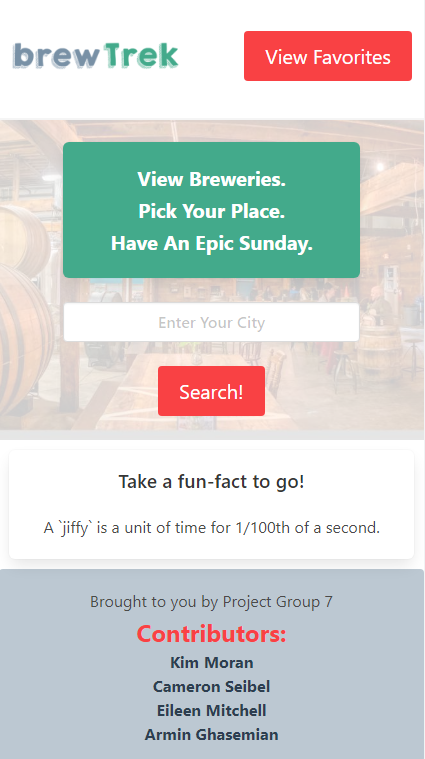 brewTrek
View Favorites
View Breweries.
Pick Your Place.
Have An Epic Sunday.
Enter Your City
Search!
Take a fun-fact to go!
A `jiffy` is a unit of time for 1/100th of a second.
Brought to you by Project Group 7
Contributors:
Kim Moran
Cameron Seibel
Eileen Mitchell
Armin Ghasemian